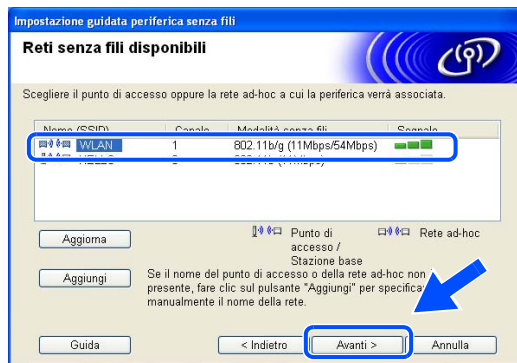 Impostazione guidata periferica senza fili
Reti senza fili disponibili
Scegliere il punto di accesso oppure la rete ad-hoc a cui la periferica verrà associata.
Nome (SSID) Canale Modalità senza fili Segnale
WLAN 1 802.11b/g (11Mbps/54Mbps)
Aggiorna
Punto di accesso / Stazione base
Rete ad-hoc
Aggiungi
Se il nome del punto di accesso o della rete ad-hoc non
presente, fare clic sul pulsante "Aggiungi" per
manualmente il nome della rete.
Guida < Indietro Avanti > Annulla